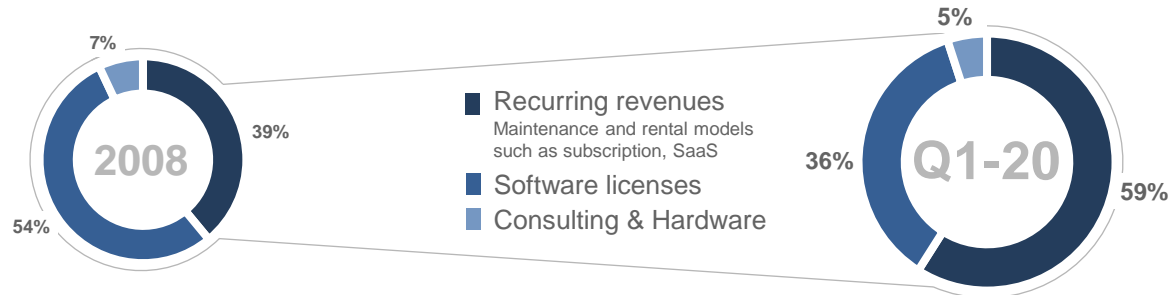 7%
39%
2008
54%
Recurring revenues
Maintenance and rental models
such as subscription, SaaS
Software licenses
Consulting & Hardware
5%
36%
Q1-20
59%